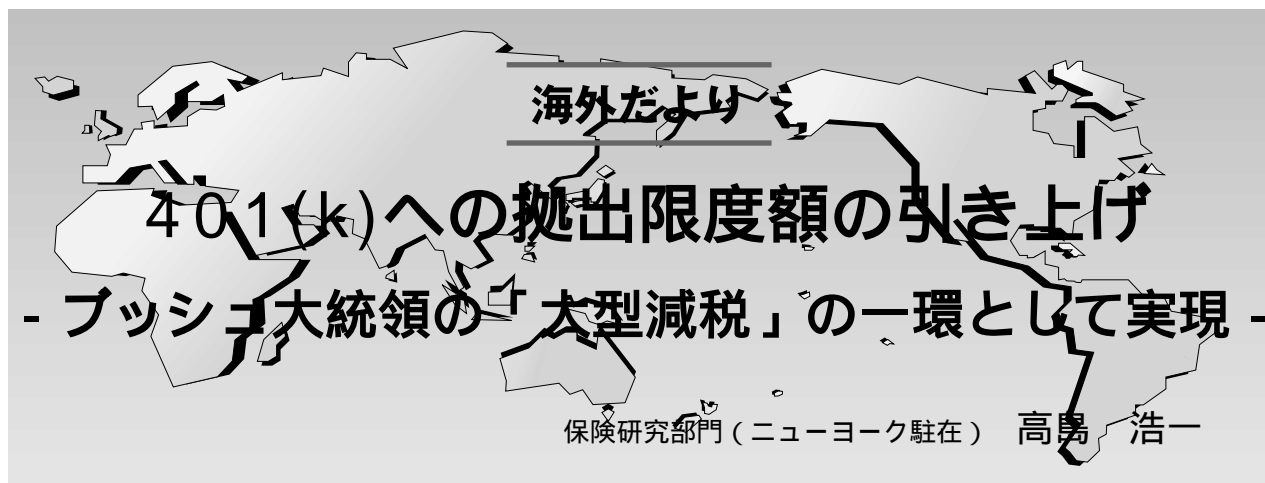 海外だより
401(k)への拠出限度額の引き上げ
- ブッシュ大統領の「大型減税」の一環として実現 -
保険研究部門（ニューヨーク駐在） 高島 浩一